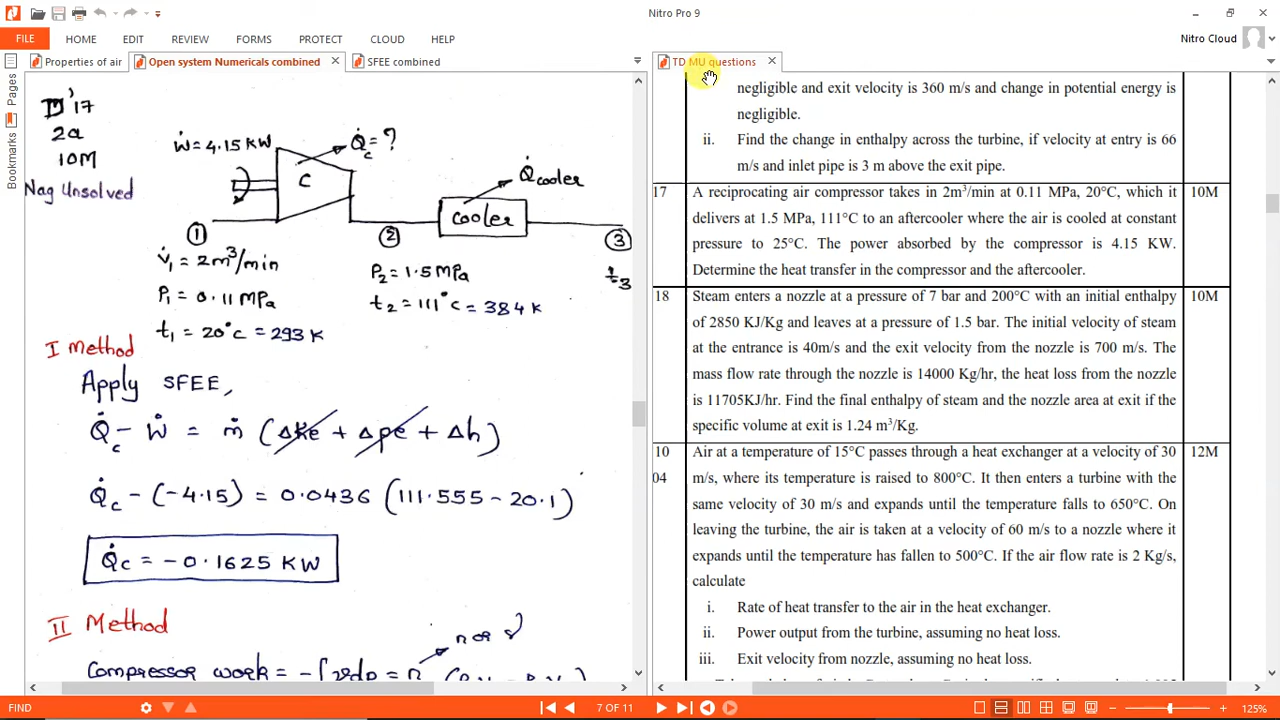 Nitro Pro 9
FILE HOME EDIT REVIEW FORMS PROTECT CLOUD HELP Nitro Cloud
Properties of air Open system Numericals combined SFEE combined TD MU questions
Pages
Bookmarks
D'17
2a
10M
Nag Unsolved
Ẇ = 4.15 KW
Q̇c = ?
C
Q̇cooler
cooler
1 2 3
V̇1 = 2m³/min
P1 = 0.11 MPa
t1 = 20°C = 293 K
P2 = 1.5 MPa
t2 = 111°C = 384 K
t3
I Method
Apply SFEE,
Q̇c - Ẇ = ṁ (Δke + Δpe + Δh)
Q̇c - (-4.15) = 0.0436 (111.555 - 20.1)
Q̇c = -0.1625 KW
II Method
n or γ
Compressor work = -∫vdp = n
negligible and exit velocity is 360 m/s and change in potential energy is
negligible.
ii. Find the change in enthalpy across the turbine, if velocity at entry is 66
m/s and inlet pipe is 3 m above the exit pipe.
17 A reciprocating air compressor takes in 2m³/min at 0.11 MPa, 20°C, which it 10M
delivers at 1.5 MPa, 111°C to an aftercooler where the air is cooled at constant
pressure to 25°C. The power absorbed by the compressor is 4.15 KW.
Determine the heat transfer in the compressor and the aftercooler.
18 Steam enters a nozzle at a pressure of 7 bar and 200°C with an initial enthalpy 10M
of 2850 KJ/Kg and leaves at a pressure of 1.5 bar. The initial velocity of steam
at the entrance is 40m/s and the exit velocity from the nozzle is 700 m/s. The
mass flow rate through the nozzle is 14000 Kg/hr, the heat loss from the nozzle
is 11705KJ/hr. Find the final enthalpy of steam and the nozzle area at exit if the
specific volume at exit is 1.24 m³/Kg.
10 Air at a temperature of 15°C passes through a heat exchanger at a velocity of 30 12M
04 m/s, where its temperature is raised to 800°C. It then enters a turbine with the
same velocity of 30 m/s and expands until the temperature falls to 650°C. On
leaving the turbine, the air is taken at a velocity of 60 m/s to a nozzle where it
expands until the temperature has fallen to 500°C. If the air flow rate is 2 Kg/s,
calculate
i. Rate of heat transfer to the air in the heat exchanger.
ii. Power output from the turbine, assuming no heat loss.
iii. Exit velocity from nozzle, assuming no heat loss.
FIND 7 OF 11 125%